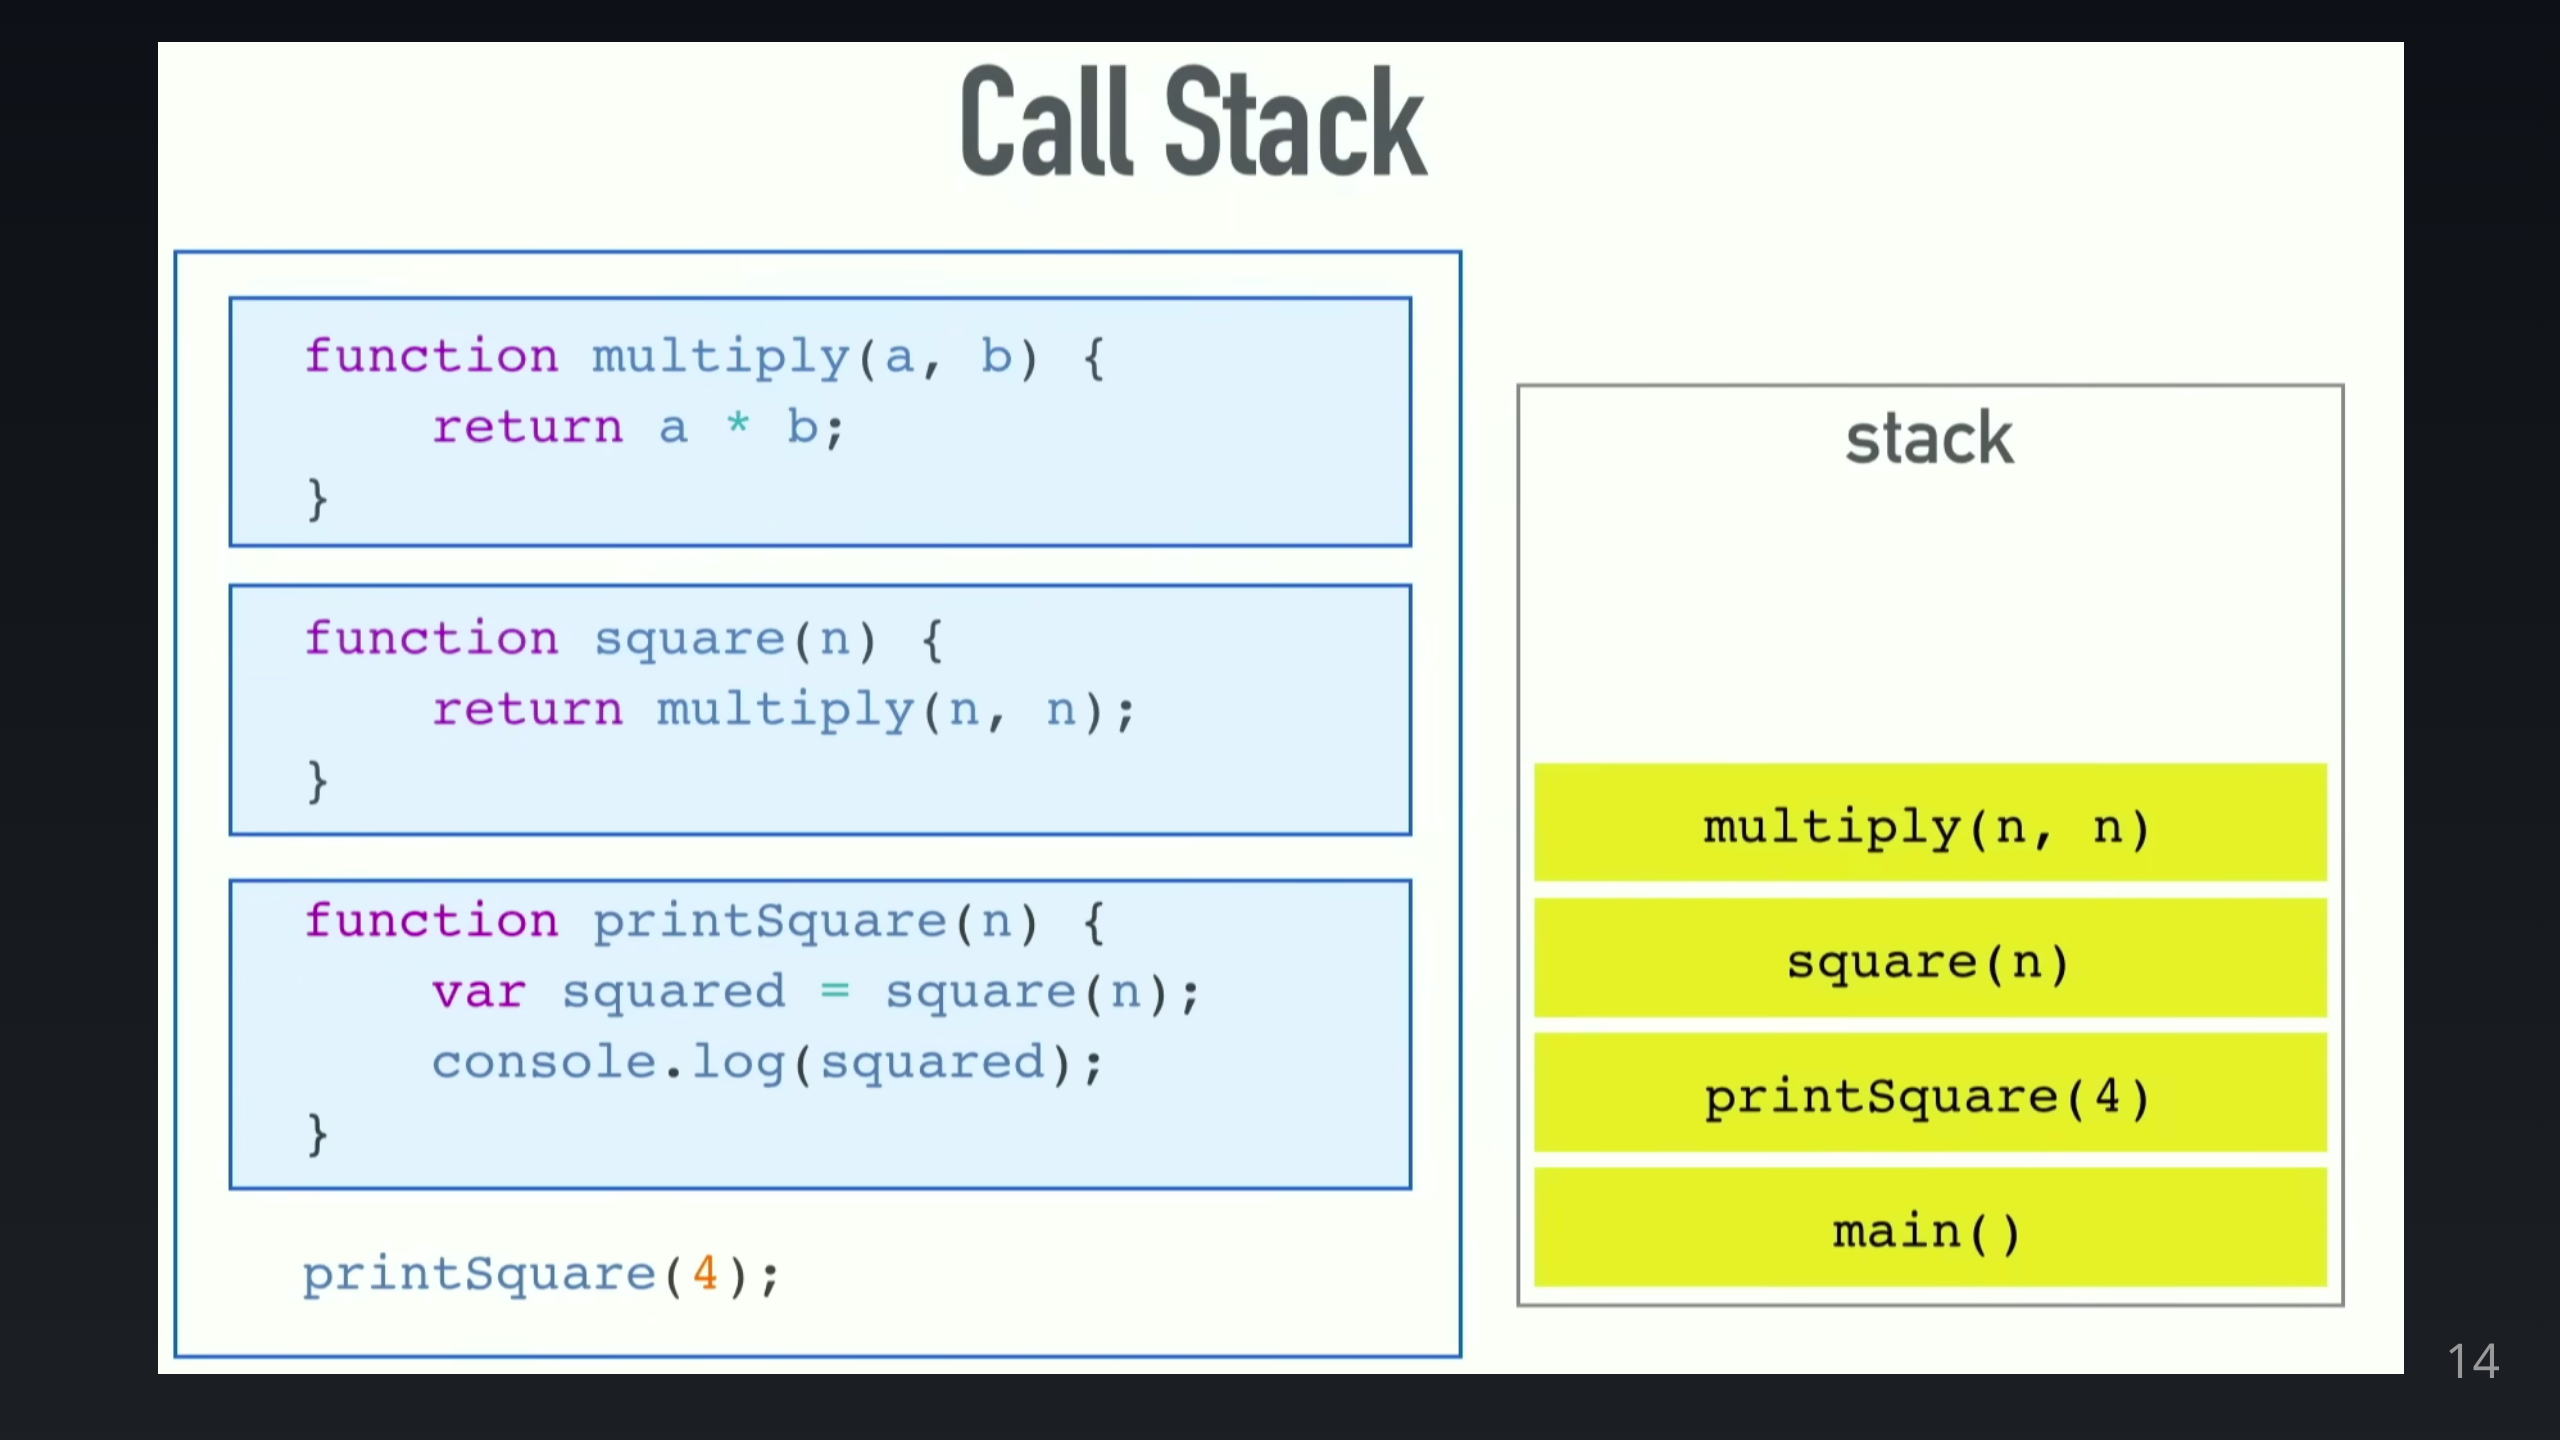 Call Stack
function multiply(a, b) {
    return a * b;
}
function square(n) {
    return multiply(n, n);
}
function printSquare(n) {
    var squared = square(n);
    console.log(squared);
}
printSquare(4);
stack
multiply(n, n)
square(n)
printSquare(4)
main()
14